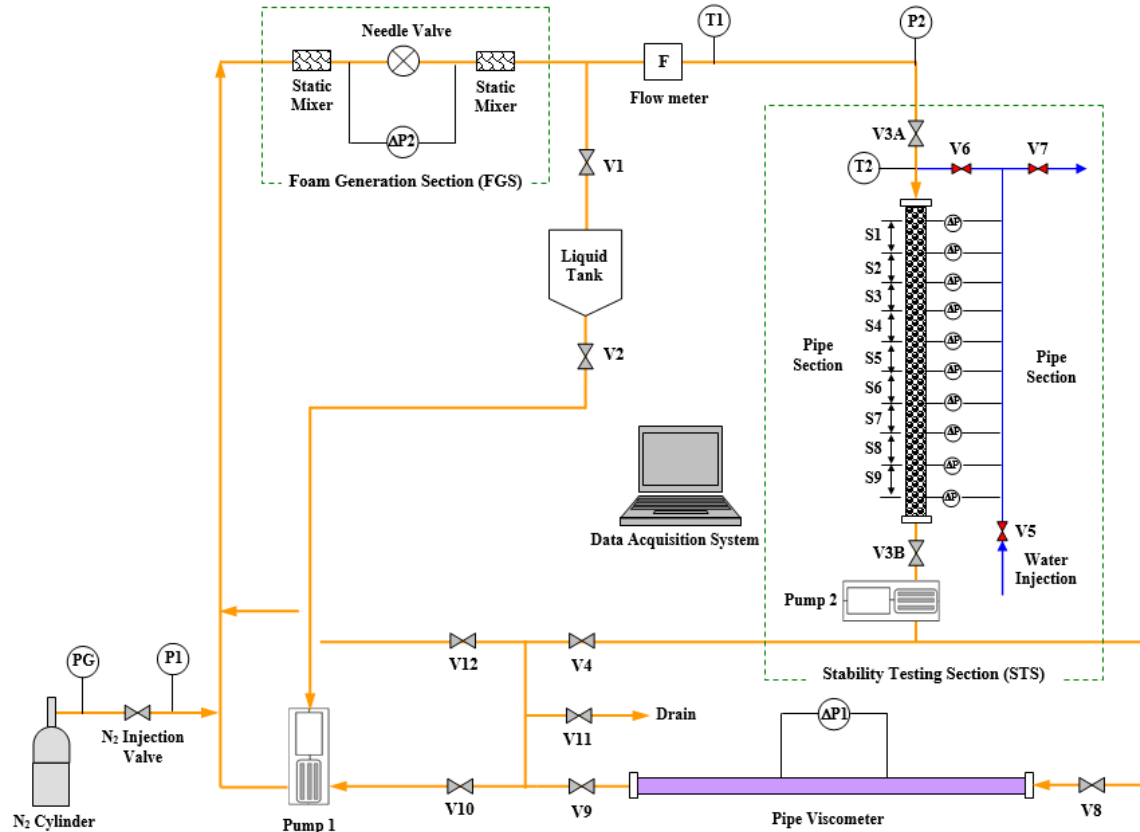 Needle Valve
Static
Mixer
Static
Mixer
ΔP2
Foam Generation Section (FGS)
F
Flow meter
T1
P2
V1
Liquid
Tank
V2
V3A
T2
V6
V7
S1
S2
S3
S4
S5
S6
S7
S8
S9
ΔP
ΔP
ΔP
ΔP
ΔP
ΔP
ΔP
ΔP
ΔP
ΔP
Pipe
Section
Pipe
Section
V5
Water
Injection
V3B
Pump 2
Stability Testing Section (STS)
Data Acquisition System
PG
P1
N₂ Injection
Valve
N₂ Cylinder
Pump 1
V12
V4
V11
Drain
V10
V9
ΔP1
Pipe Viscometer
V8